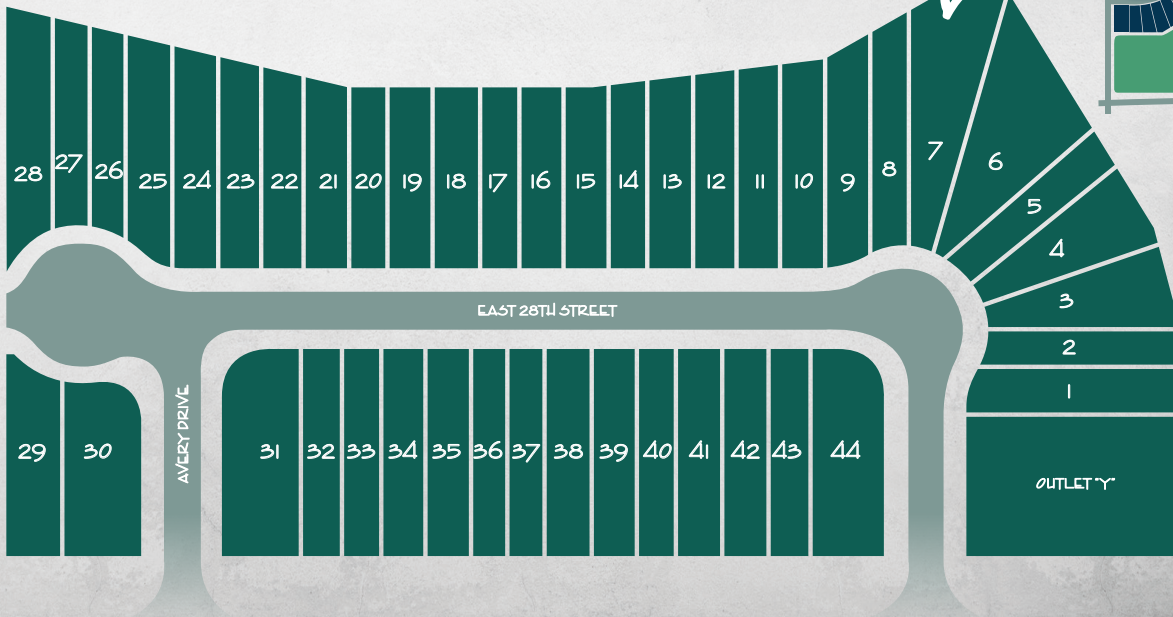 28 27 26 25 24 23 22 21 20 19 18 17 16 15 14 13 12 11 10 9 8 7 6
5
4
3
2
1
EAST 28TH STREET
AVERY DRIVE
29 30 31 32 33 34 35 36 37 38 39 40 41 42 43 44
OUTLET "Y"